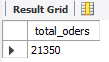 Result Grid
total_oders
21350